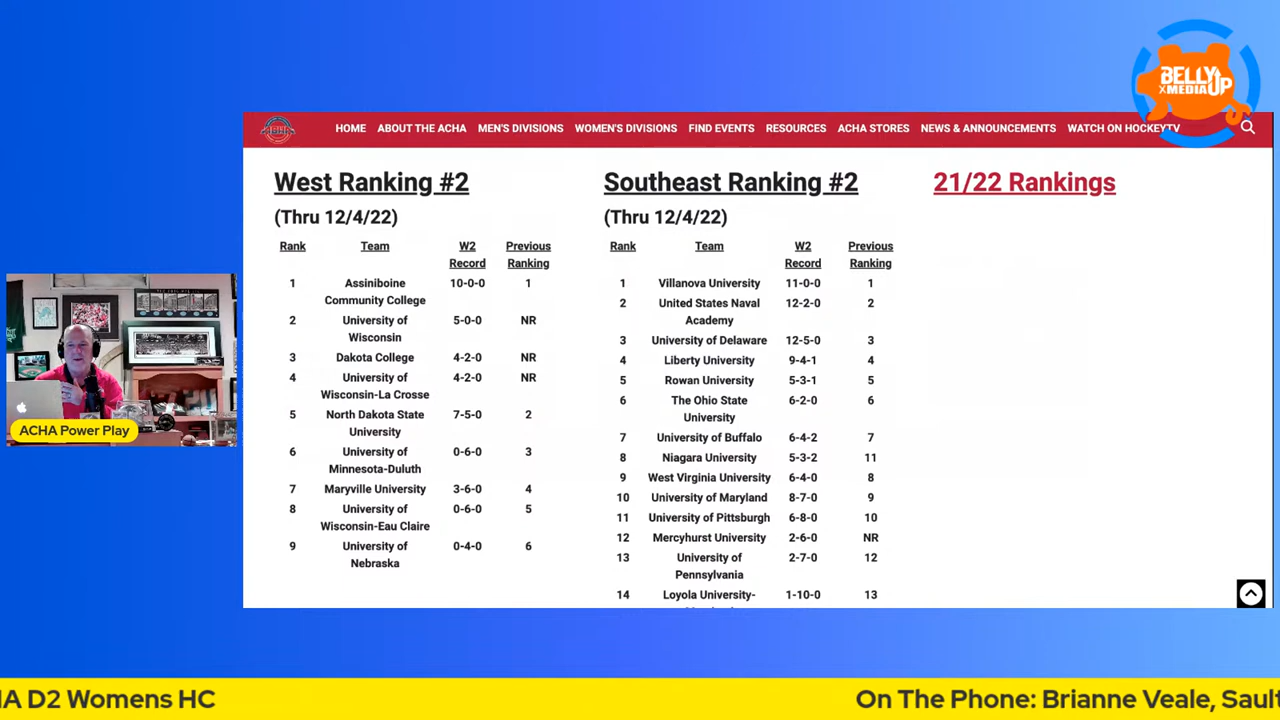 BELLY UP
MEDIA
ACHA
HOME ABOUT THE ACHA MEN'S DIVISIONS WOMEN'S DIVISIONS FIND EVENTS RESOURCES ACHA STORES NEWS & ANNOUNCEMENTS WATCH ON HOCKEYTV
West Ranking #2
(Thru 12/4/22)
Rank Team W2 Record Previous Ranking
1 Assiniboine Community College 10-0-0 1
2 University of Wisconsin 5-0-0 NR
3 Dakota College 4-2-0 NR
4 University of Wisconsin-La Crosse 4-2-0 NR
5 North Dakota State University 7-5-0 2
6 University of Minnesota-Duluth 0-6-0 3
7 Maryville University 3-6-0 4
8 University of Wisconsin-Eau Claire 0-6-0 5
9 University of Nebraska 0-4-0 6
Southeast Ranking #2
(Thru 12/4/22)
Rank Team W2 Record Previous Ranking
1 Villanova University 11-0-0 1
2 United States Naval Academy 12-2-0 2
3 University of Delaware 12-5-0 3
4 Liberty University 9-4-1 4
5 Rowan University 5-3-1 5
6 The Ohio State University 6-2-0 6
7 University of Buffalo 6-4-2 7
8 Niagara University 5-3-2 11
9 West Virginia University 6-4-0 8
10 University of Maryland 8-7-0 9
11 University of Pittsburgh 6-8-0 10
12 Mercyhurst University 2-6-0 NR
13 University of Pennsylvania 2-7-0 12
14 Loyola University- 1-10-0 13
21/22 Rankings
ACHA Power Play
IA D2 Womens HC
On The Phone: Brianne Veale, Sault